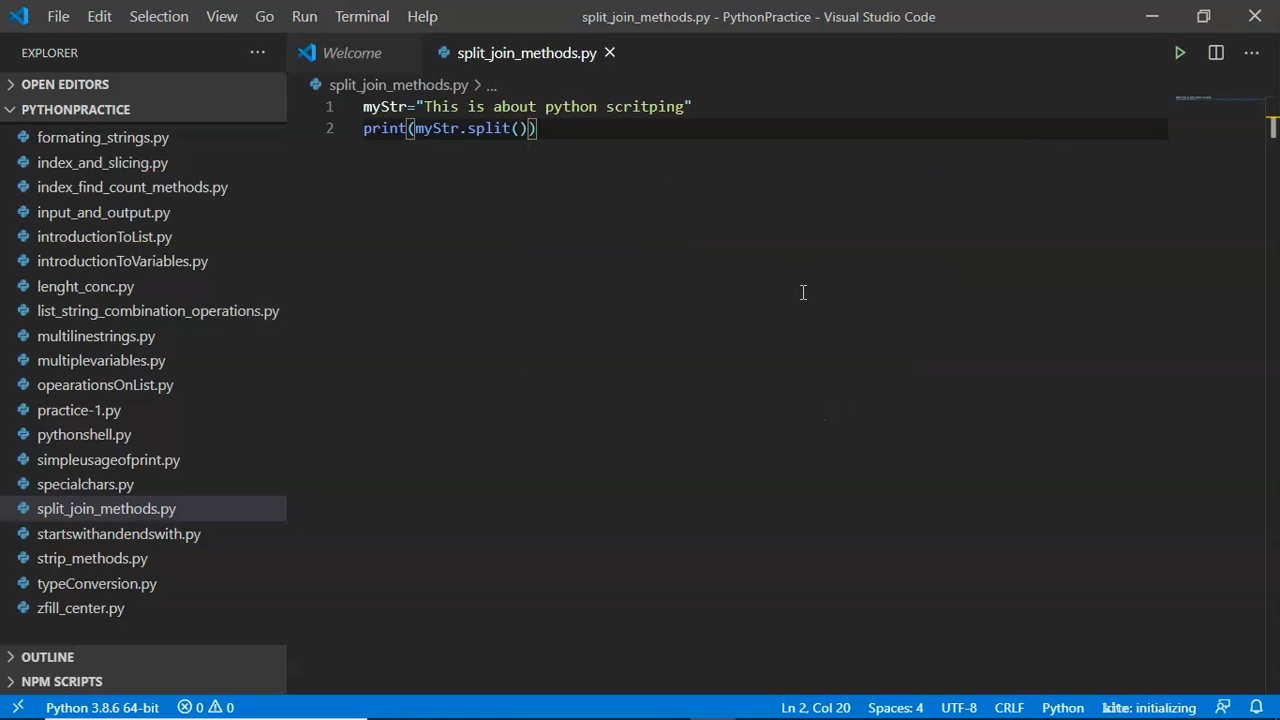 File Edit Selection View Go Run Terminal Help split_join_methods.py - PythonPractice - Visual Studio Code
EXPLORER
Welcome split_join_methods.py
OPEN EDITORS
split_join_methods.py > ...
PYTHONPRACTICE
1 myStr="This is about python scritping"
2 print(myStr.split())
formating_strings.py
index_and_slicing.py
index_find_count_methods.py
input_and_output.py
introductionToList.py
introductionToVariables.py
lenght_conc.py
list_string_combination_operations.py
multilinestrings.py
multiplevariables.py
opearationsOnList.py
practice-1.py
pythonshell.py
simpleusageofprint.py
specialchars.py
split_join_methods.py
startswithandendswith.py
strip_methods.py
typeConversion.py
zfill_center.py
OUTLINE
NPM SCRIPTS
Python 3.8.6 64-bit 0 0 Ln 2, Col 20 Spaces: 4 UTF-8 CRLF Python kite: initializing